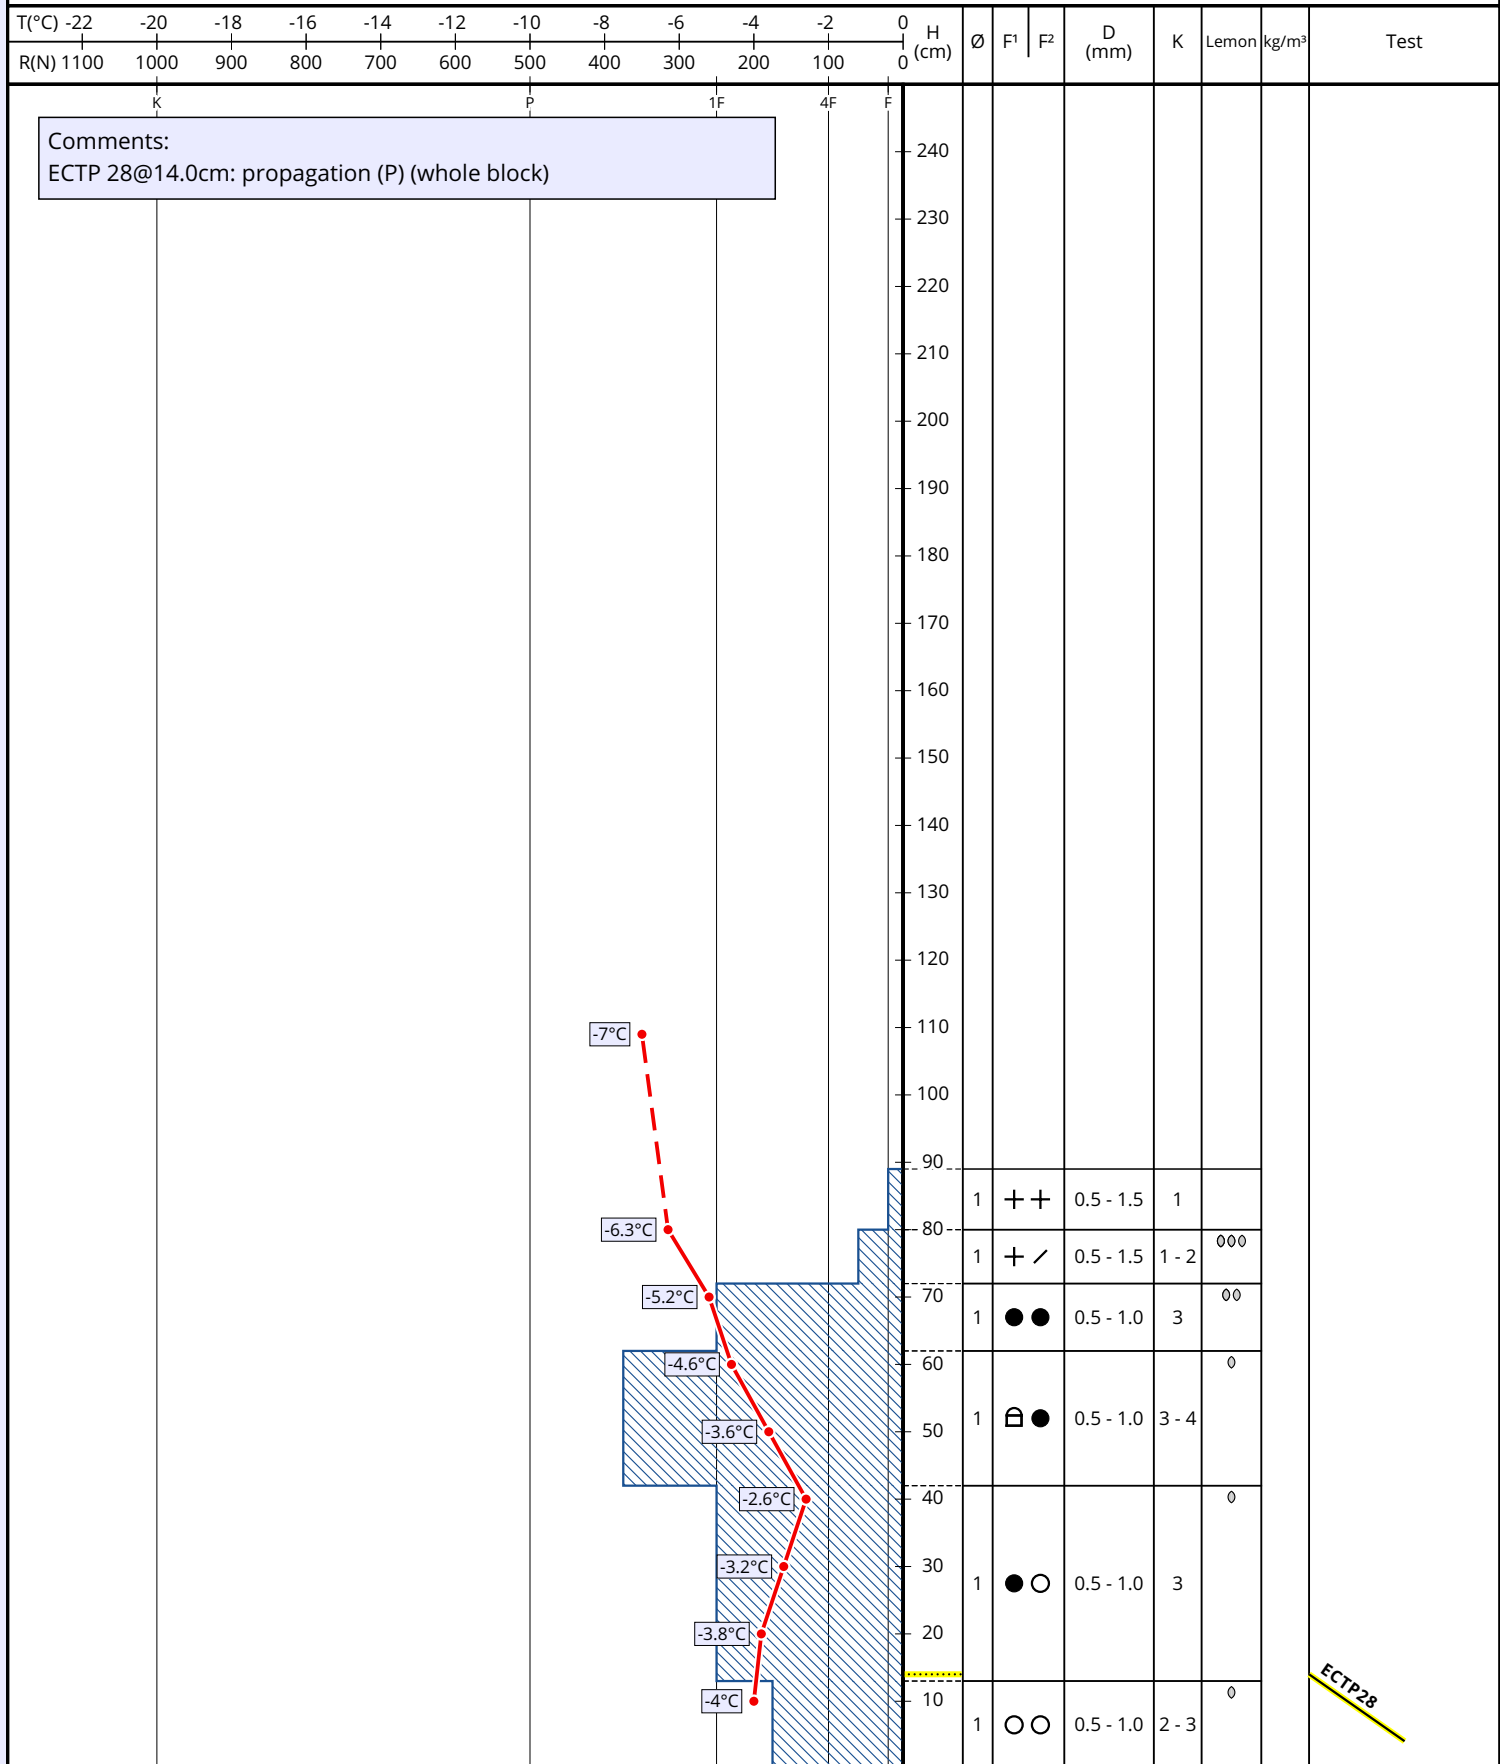 T(°C) -22 -20 -18 -16 -14 -12 -10 -8 -6 -4 -2 0
R(N) 1100 1000 900 800 700 600 500 400 300 200 100 0
H (cm) Ø F¹ F² D (mm) K Lemon kg/m³ Test
K P 1F 4F F
Comments:
ECTP 28@14.0cm: propagation (P) (whole block)
240
230
220
210
200
190
180
170
160
150
140
130
120
110
-7°C
100
90
1 0.5 - 1.5 1
-6.3°C 80
1 0.5 - 1.5 1 - 2
-5.2°C 70
1 0.5 - 1.0 3
-4.6°C 60
1 0.5 - 1.0 3 - 4
-3.6°C 50
-2.6°C 40
-3.2°C 30
1 0.5 - 1.0 3
-3.8°C 20
ECTP28
-4°C 10
1 0.5 - 1.0 2 - 3